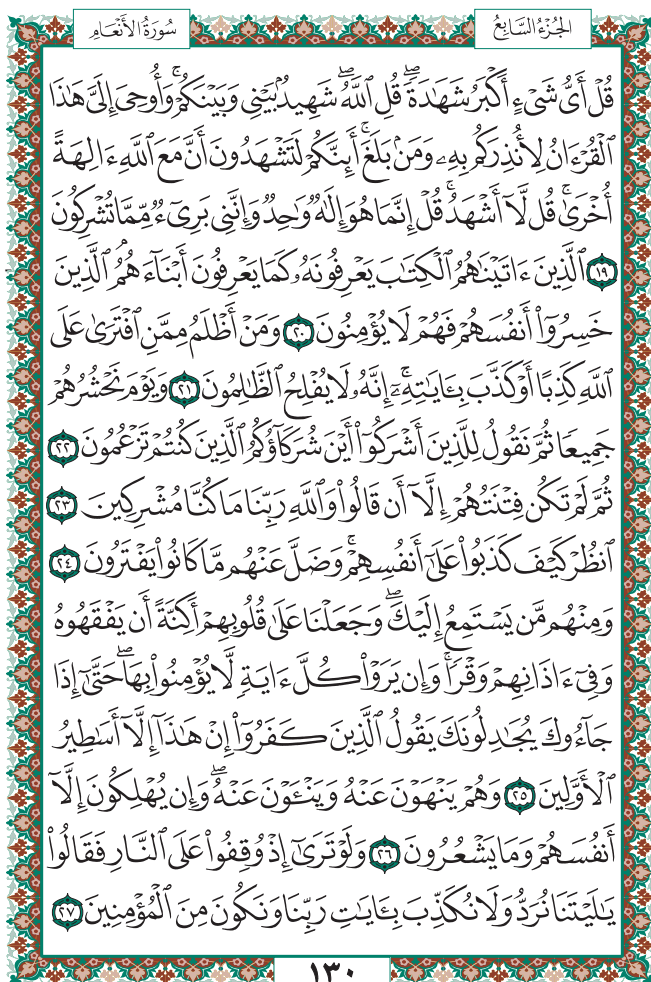 الجُزْءُ السَّابِعُ
سُورَةُ الأَنْعَامِ
قُلْ أَىُّ شَىْءٍ أَكْبَرُ شَهَٰدَةً ۖ قُلِ ٱللَّهُ ۖ شَهِيدٌۢ بَيْنِى وَبَيْنَكُمْ ۚ وَأُوحِىَ إِلَىَّ هَٰذَا
ٱلْقُرْءَانُ لِأُنذِرَكُم بِهِۦ وَمَنۢ بَلَغَ ۚ أَئِنَّكُمْ لَتَشْهَدُونَ أَنَّ مَعَ ٱللَّهِ ءَالِهَةً
أُخْرَىٰ ۚ قُل لَّآ أَشْهَدُ ۚ قُلْ إِنَّمَا هُوَ إِلَٰهٌ وَٰحِدٌ وَإِنَّنِى بَرِىٓءٌ مِّمَّا تُشْرِكُونَ
١٩ ٱلَّذِينَ ءَاتَيْنَٰهُمُ ٱلْكِتَٰبَ يَعْرِفُونَهُۥ كَمَا يَعْرِفُونَ أَبْنَآءَهُمُ ۘ ٱلَّذِينَ
خَسِرُوٓا۟ أَنفُسَهُمْ فَهُمْ لَا يُؤْمِنُونَ ٢٠ وَمَنْ أَظْلَمُ مِمَّنِ ٱفْتَرَىٰ عَلَى
ٱللَّهِ كَذِبًا أَوْ كَذَّبَ بِـَٔايَٰتِهِۦٓ ۗ إِنَّهُۥ لَا يُفْلِحُ ٱلظَّٰلِمُونَ ٢١ وَيَوْمَ نَحْشُرُهُمْ
جَمِيعًا ثُمَّ نَقُولُ لِلَّذِينَ أَشْرَكُوٓا۟ أَيْنَ شُرَكَآؤُكُمُ ٱلَّذِينَ كُنتُمْ تَزْعُمُونَ ٢٢
ثُمَّ لَمْ تَكُن فِتْنَتُهُمْ إِلَّآ أَن قَالُوا۟ وَٱللَّهِ رَبِّنَا مَا كُنَّا مُشْرِكِينَ ٢٣
ٱنظُرْ كَيْفَ كَذَبُوا۟ عَلَىٰٓ أَنفُسِهِمْ ۚ وَضَلَّ عَنْهُم مَّا كَانُوا۟ يَفْتَرُونَ ٢٤
وَمِنْهُم مَّن يَسْتَمِعُ إِلَيْكَ ۖ وَجَعَلْنَا عَلَىٰ قُلُوبِهِمْ أَكِنَّةً أَن يَفْقَهُوهُ
وَفِىٓ ءَاذَانِهِمْ وَقْرًا ۚ وَإِن يَرَوْا۟ كُلَّ ءَايَةٍ لَّا يُؤْمِنُوا۟ بِهَا ۖ حَتَّىٰٓ إِذَا
جَآءُوكَ يُجَٰدِلُونَكَ يَقُولُ ٱلَّذِينَ كَفَرُوٓا۟ إِنْ هَٰذَآ إِلَّآ أَسَٰطِيرُ
ٱلْأَوَّلِينَ ٢٥ وَهُمْ يَنْهَوْنَ عَنْهُ وَيَنْـَٔوْنَ عَنْهُ ۖ وَإِن يُهْلِكُونَ إِلَّآ
أَنفُسَهُمْ وَمَا يَشْعُرُونَ ٢٦ وَلَوْ تَرَىٰٓ إِذْ وُقِفُوا۟ عَلَى ٱلنَّارِ فَقَالُوا۟
يَٰلَيْتَنَا نُرَدُّ وَلَا نُكَذِّبَ بِـَٔايَٰتِ رَبِّنَا وَنَكُونَ مِنَ ٱلْمُؤْمِنِينَ ٢٧
١٣٠